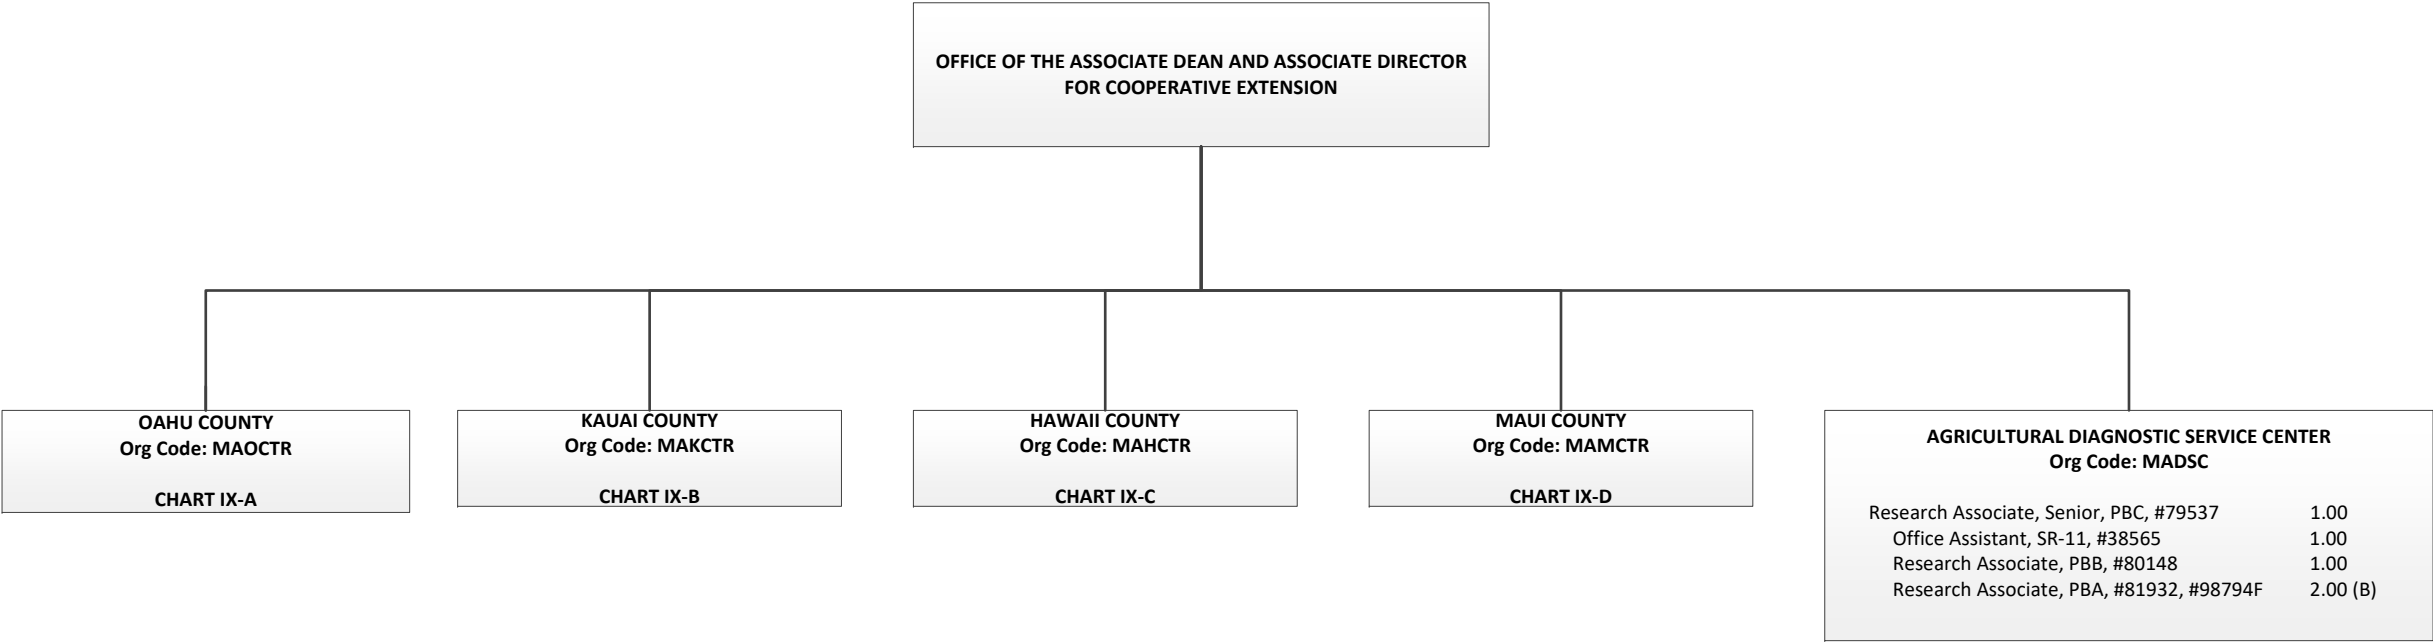 OFFICE OF THE ASSOCIATE DEAN AND ASSOCIATE DIRECTOR
FOR COOPERATIVE EXTENSION
OAHU COUNTY
Org Code: MAOCTR
CHART IX-A
KAUAI COUNTY
Org Code: MAKCTR
CHART IX-B
HAWAII COUNTY
Org Code: MAHCTR
CHART IX-C
MAUI COUNTY
Org Code: MAMCTR
CHART IX-D
AGRICULTURAL DIAGNOSTIC SERVICE CENTER
Org Code: MADSC
Research Associate, Senior, PBC, #79537 1.00
Office Assistant, SR-11, #38565 1.00
Research Associate, PBB, #80148 1.00
Research Associate, PBA, #81932, #98794F 2.00 (B)